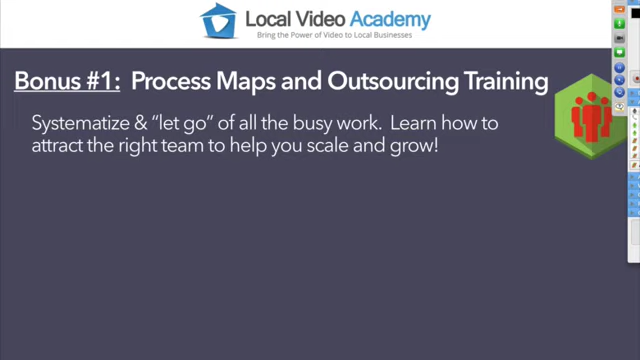 Local Video Academy
Bring the Power of Video to Local Businesses
Bonus #1: Process Maps and Outsourcing Training
Systematize & “let go” of all the busy work. Learn how to
attract the right team to help you scale and grow!